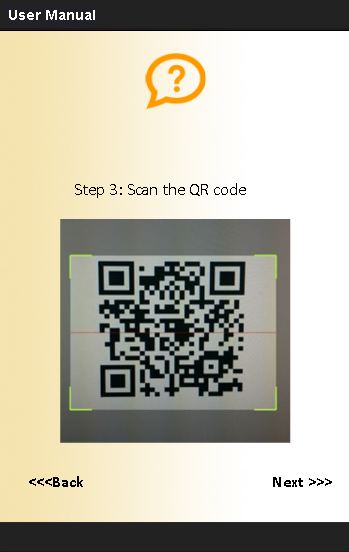 User Manual
?
Step 3: Scan the QR code
<<<Back
Next >>>